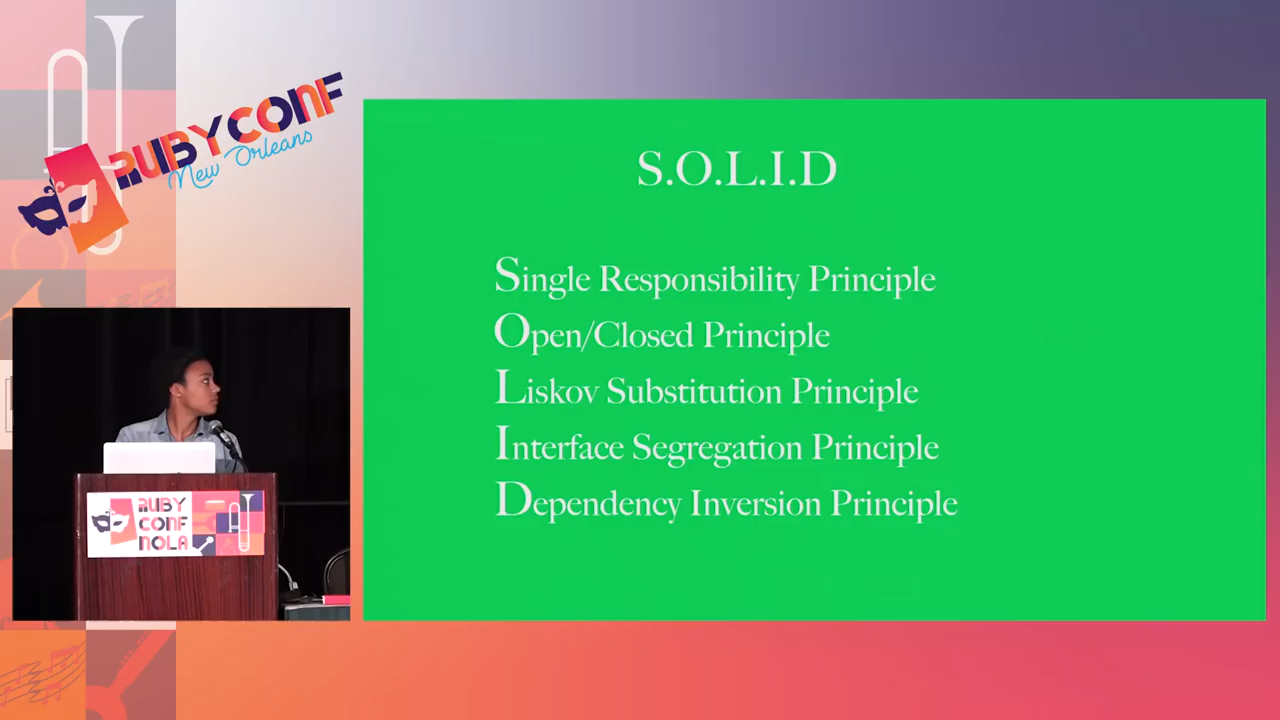 RUBYCONF
New Orleans
S.O.L.I.D
Single Responsibility Principle
Open/Closed Principle
Liskov Substitution Principle
Interface Segregation Principle
Dependency Inversion Principle
RUBY
CONF
NOLA